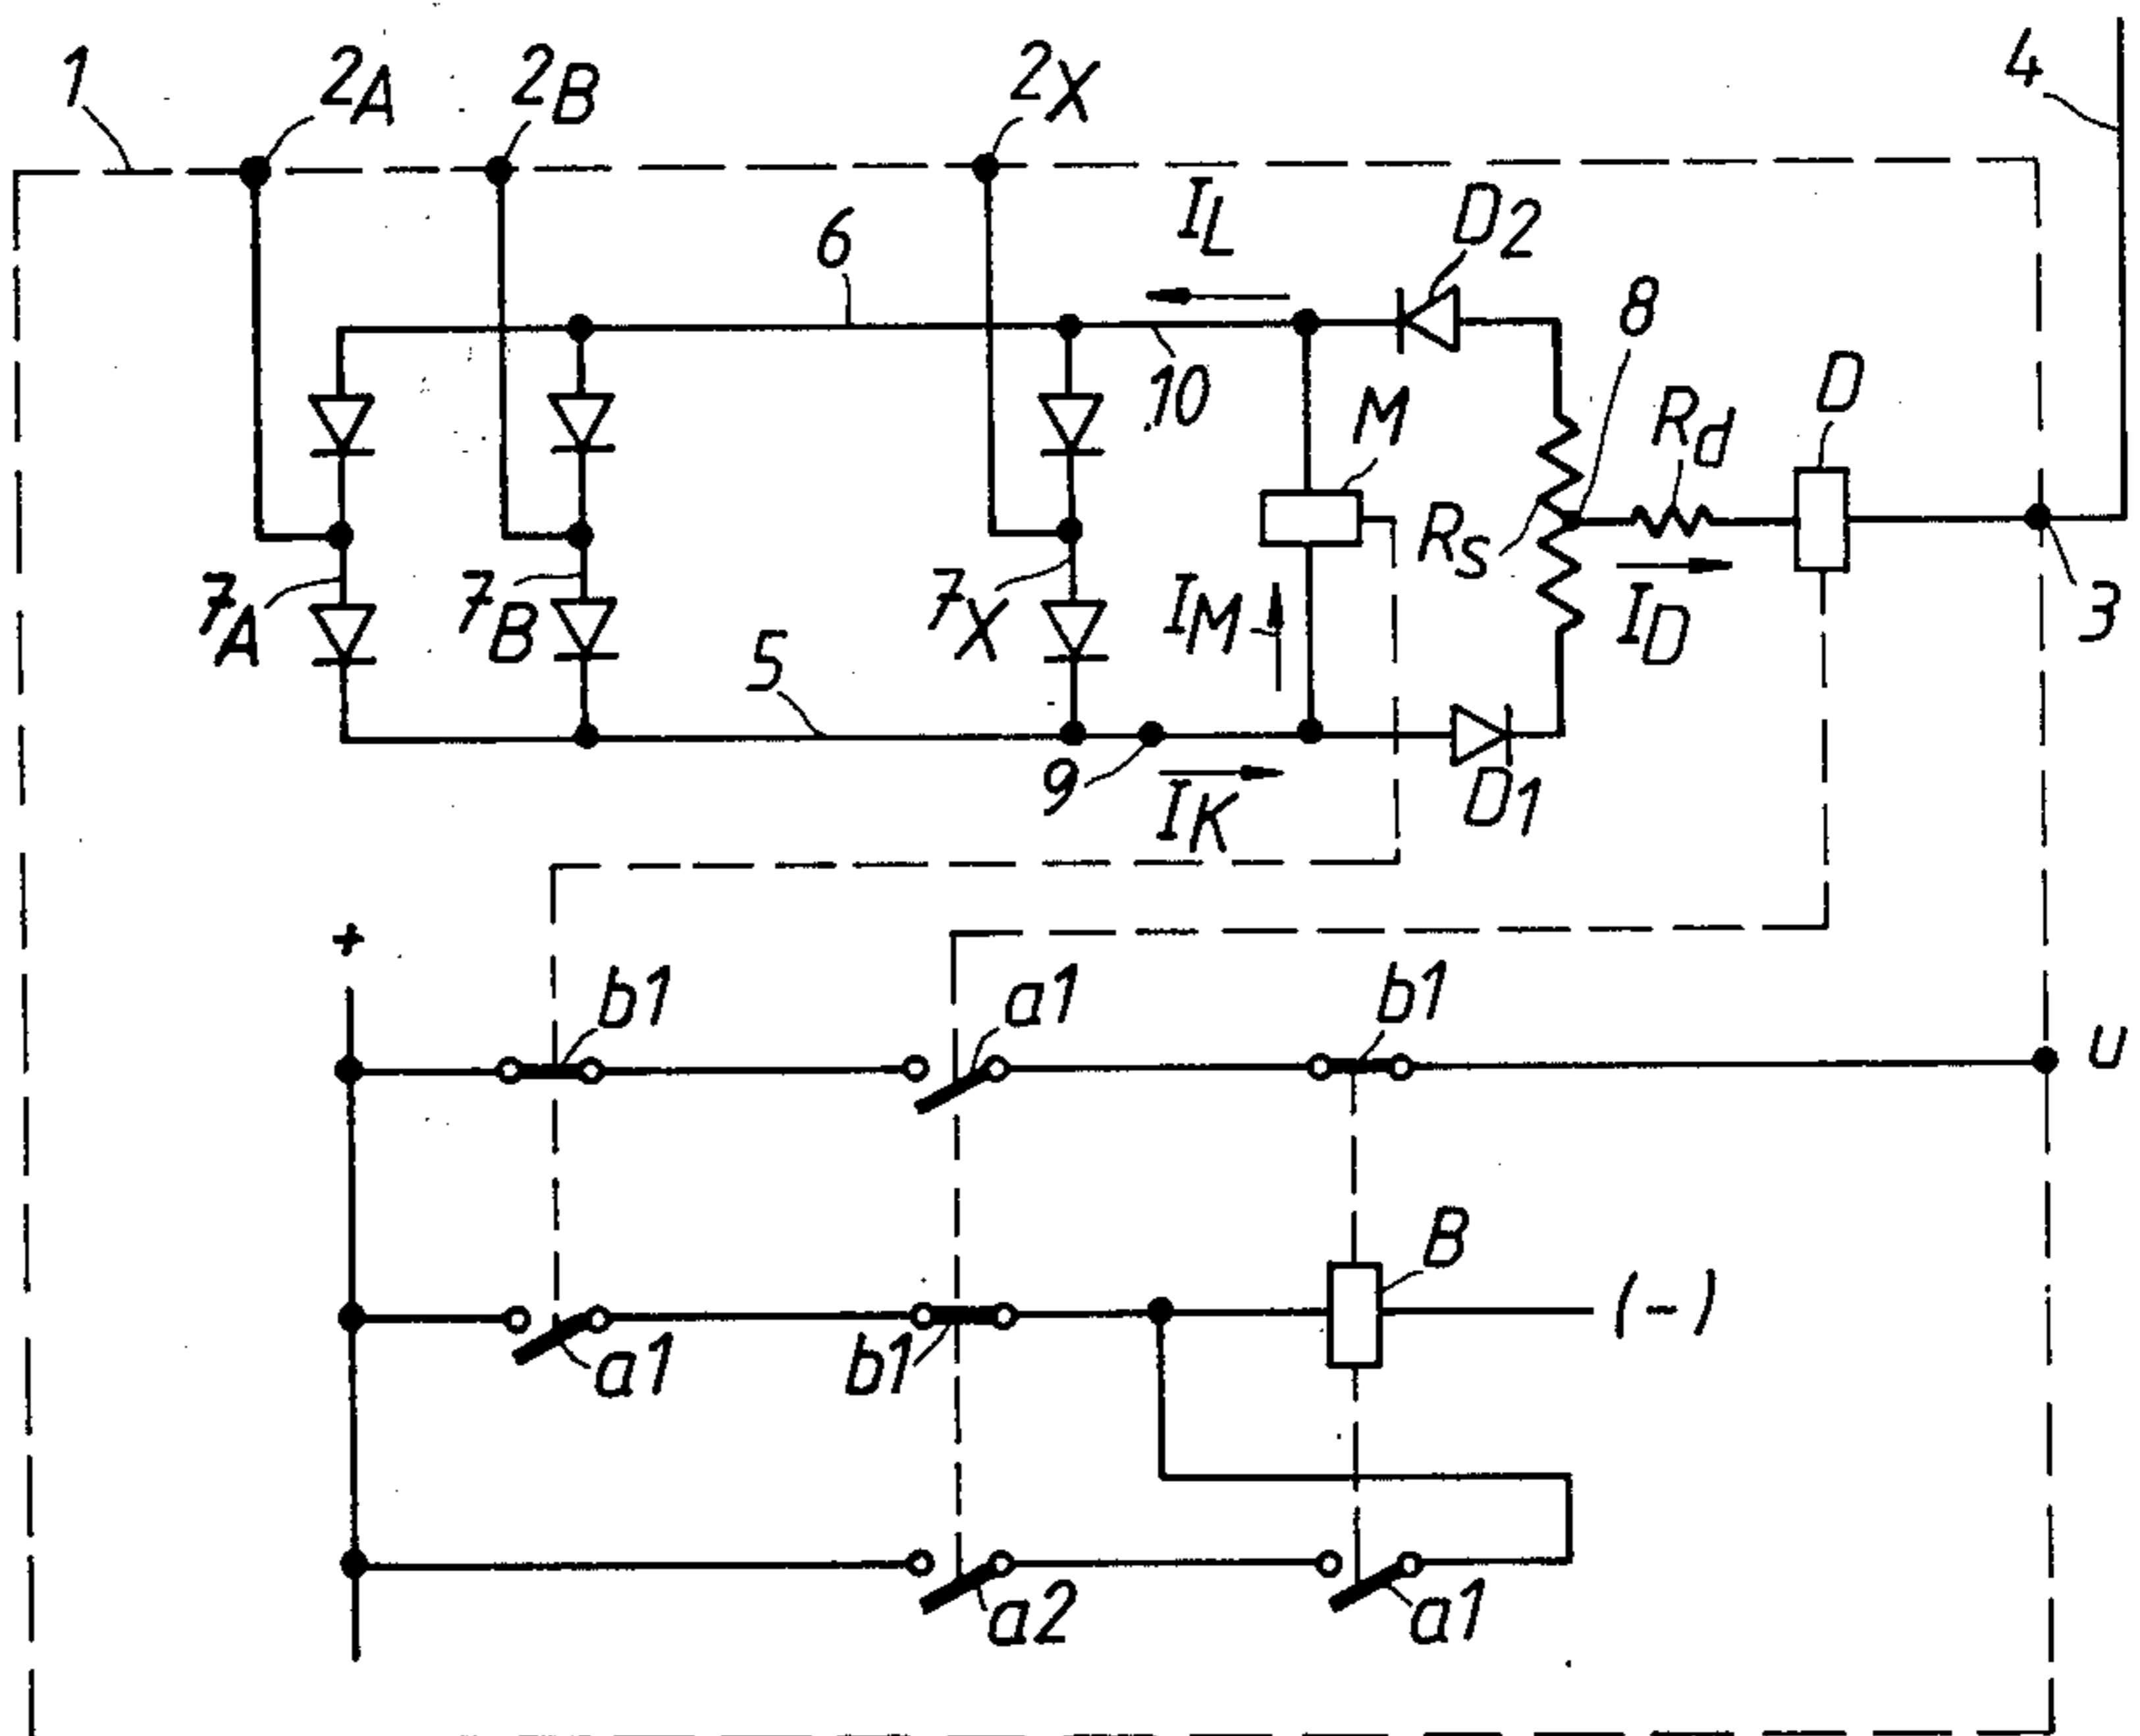 1
2A
2B
2X
4
IL
D2
6
8
10
M
Rd
D
RS
7A
7B
7X
IM
ID
3
5
9
IK
D1
+
b1
a1
b1
U
B
(-)
a1
b1
a2
a1